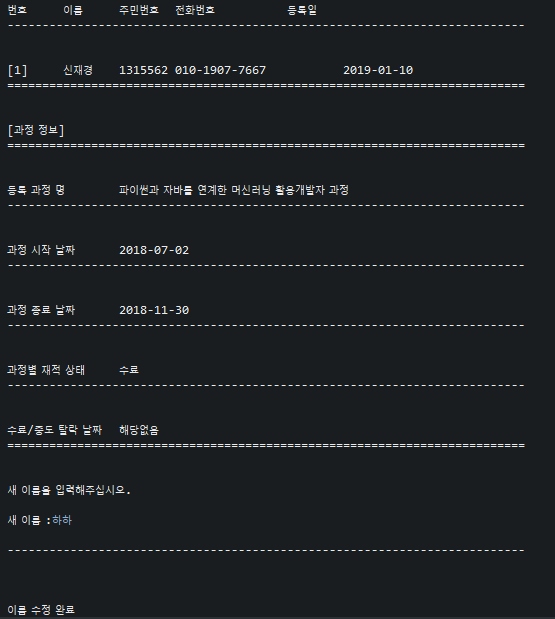 번호 이름 주민번호 전화번호 등록일
--------------------------------------------------------------------------
[1] 신재경 1315562 010-1907-7667 2019-01-10
==========================================================================
[과정 정보]
==========================================================================
등록 과정 명 파이썬과 자바를 연계한 머신러닝 활용개발자 과정
--------------------------------------------------------------------------
과정 시작 날짜 2018-07-02
--------------------------------------------------------------------------
과정 종료 날짜 2018-11-30
--------------------------------------------------------------------------
과정별 재적 상태 수료
--------------------------------------------------------------------------
수료/중도 탈락 날짜 해당없음
==========================================================================
새 이름을 입력해주십시오.
새 이름 :하하
--------------------------------------------------------------------------
이름 수정 완료